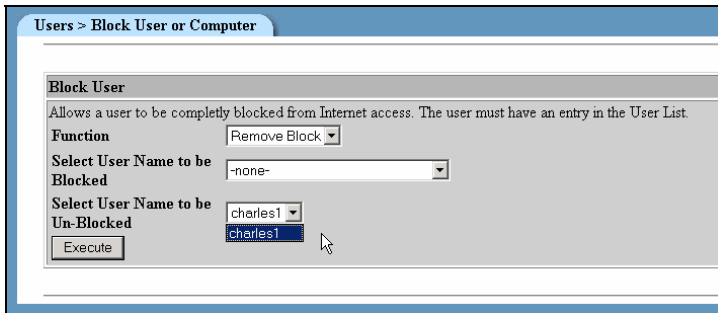 Users > Block User or Computer
Block User
Allows a user to be completly blocked from Internet access. The user must have an entry in the User List.
Function
Remove Block
Select User Name to be
Blocked
-none-
Select User Name to be
Un-Blocked
charles1
charles1
Execute